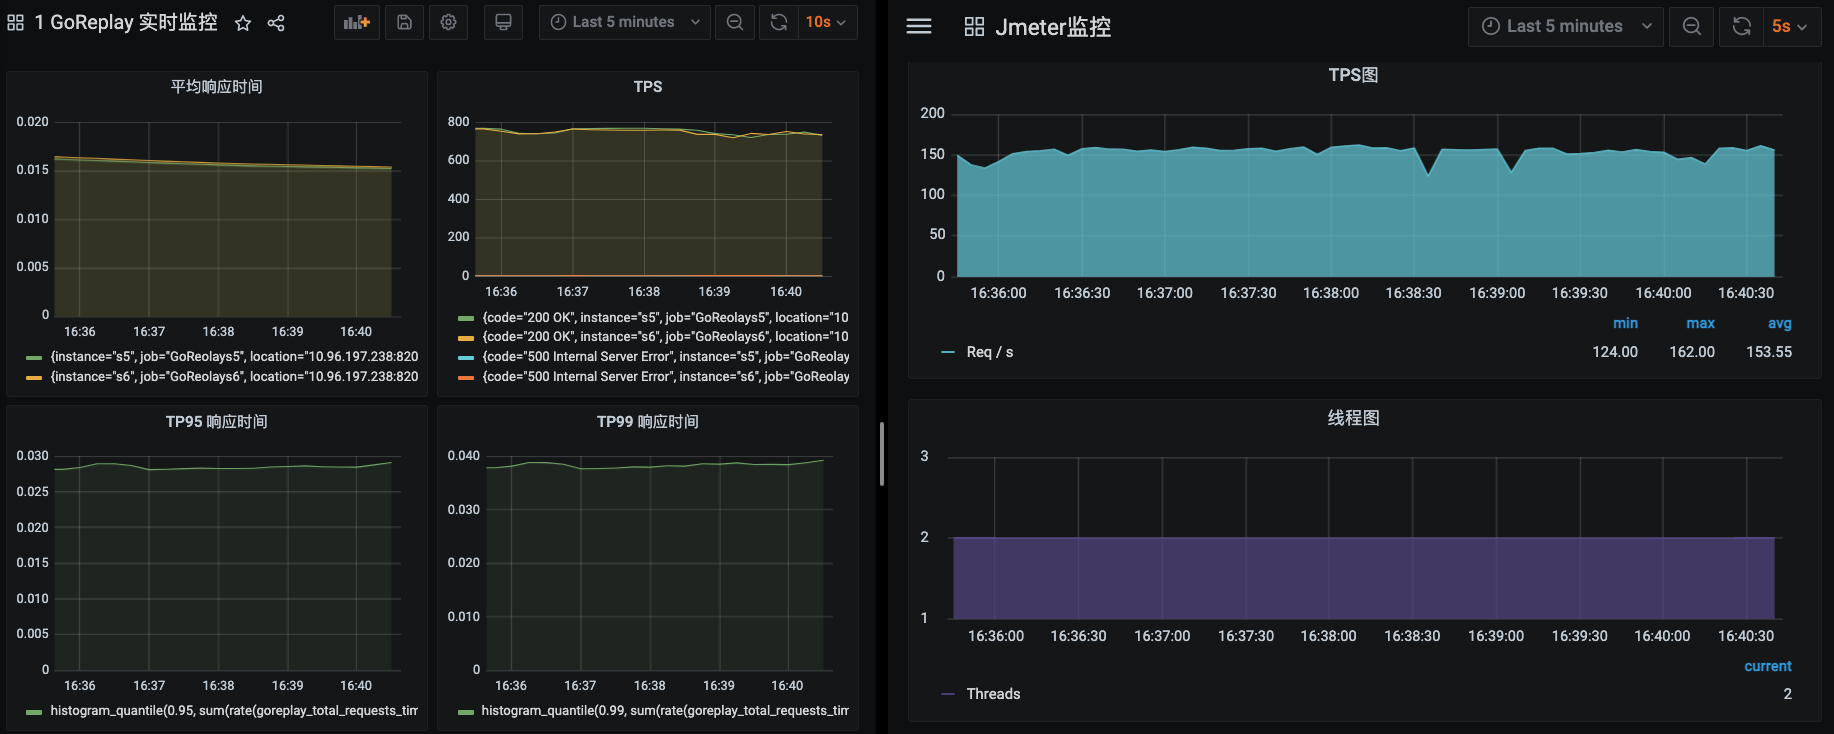 1 GoReplay 实时监控
Last 5 minutes
10s
平均响应时间
0.020
0.015
0.010
0.005
0
16:36 16:37 16:38 16:39 16:40
{instance="s5", job="GoReolays5", location="10.96.197.238:820
{instance="s6", job="GoReolays6", location="10.96.197.238:820
TPS
800
600
400
200
0
16:36 16:37 16:38 16:39 16:40
{code="200 OK", instance="s5", job="GoReolays5", location="10
{code="200 OK", instance="s6", job="GoReolays6", location="10
{code="500 Internal Server Error", instance="s5", job="GoReolay
{code="500 Internal Server Error", instance="s6", job="GoReolay
TP95 响应时间
0.030
0.025
0.020
0.015
0.010
0.005
0
16:36 16:37 16:38 16:39 16:40
histogram_quantile(0.95, sum(rate(goreplay_total_requests_tim
TP99 响应时间
0.040
0.030
0.020
0.010
0
16:36 16:37 16:38 16:39 16:40
histogram_quantile(0.99, sum(rate(goreplay_total_requests_tim
Jmeter监控
Last 5 minutes
5s
TPS图
200
150
100
50
0
16:36:00 16:36:30 16:37:00 16:37:30 16:38:00 16:38:30 16:39:00 16:39:30 16:40:00 16:40:30
min max avg
Req / s 124.00 162.00 153.55
线程图
3
2
1
16:36:00 16:36:30 16:37:00 16:37:30 16:38:00 16:38:30 16:39:00 16:39:30 16:40:00 16:40:30
current
Threads 2